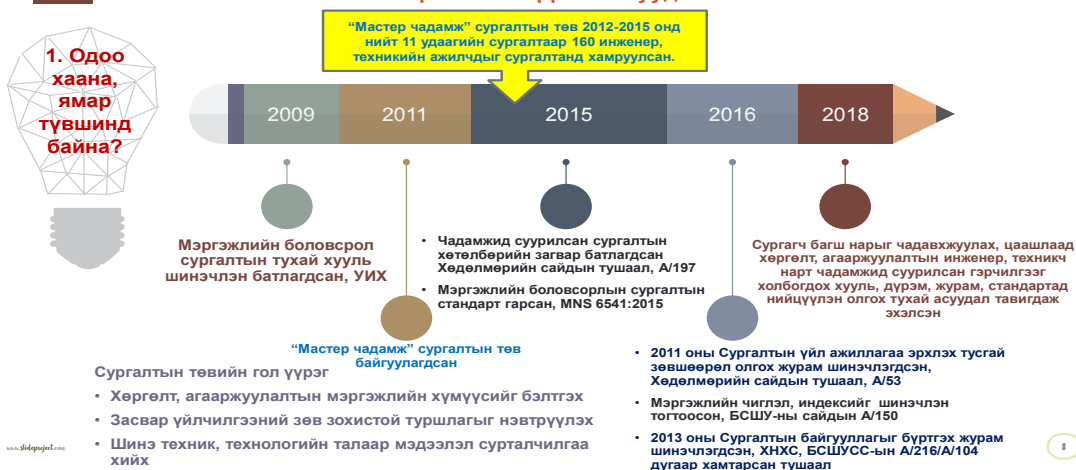 “Мастер чадамж” сургалтын төв 2012-2015 онд
нийт 11 удаагийн сургалтаар 160 инженер,
техникийн ажилчдыг сургалтанд хамруулсан.
1. Одоо
хаана,
ямар
түвшинд
байна?
2009
2011
2015
2016
2018
Мэргэжлийн боловсрол
сургалтын тухай хууль
шинэчлэн батлагдсан, УИХ
• Чадамжид суурилсан сургалтын
хөтөлбөрийн загвар батлагдсан
Хөдөлмөрийн сайдын тушаал, А/197
• Мэргэжлийн боловсорлын сургалтын
стандарт гарсан, MNS 6541:2015
Сургагч багш нарыг чадавхжуулах, цаашлаад
хөргөлт, агааржуулалтын инженер, техникч
нарт чадамжид суурилсан гэрчилгээг
холбогдох хууль, дүрэм, журам, стандартад
нийцүүлэн олгох тухай асуудал тавигдаж
эхэлсэн
“Мастер чадамж” сургалтын төв
байгуулагдсан
Сургалтын төвийн гол үүрэг
• Хөргөлт, агааржуулалтын мэргэжлийн хүмүүсийг бэлтгэх
• Засвар үйлчилгээний зөв зохистой туршлагыг нэвтрүүлэх
• Шинэ техник, технологийн талаар мэдээлэл сурталчилгаа
хийх
• 2011 оны Сургалтын үйл ажиллагаа эрхлэх тусгай
зөвшөөрөл олгох журам шинэчлэгдсэн,
Хөдөлмөрийн сайдын тушаал, А/53
• Мэргэжлийн чиглэл, индексийг шинэчлэн
тогтоосон, БСШУ-ны сайдын А/150
• 2013 оны Сургалтын байгууллагыг бүртгэх журам
шинэчлэгдсэн, ХНХС, БСШУСС-ын А/216/А/104
дугаар хамтарсан тушаал
www.slideproject.com
8